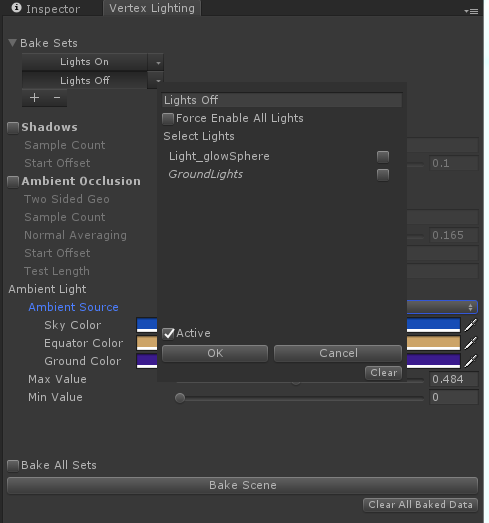 Inspector
Vertex Lighting
Bake Sets
Lights On
Lights Off
+ −
Lights Off
Force Enable All Lights
Select Lights
Light_glowSphere
GroundLights
Active
OK
Cancel
Clear
Shadows
Sample Count
Start Offset
0.1
Ambient Occlusion
Two Sided Geo
Sample Count
Normal Averaging
0.165
Start Offset
Test Length
Ambient Light
Ambient Source
Sky Color
Equator Color
Ground Color
Max Value
0.484
Min Value
0
Bake All Sets
Bake Scene
Clear All Baked Data